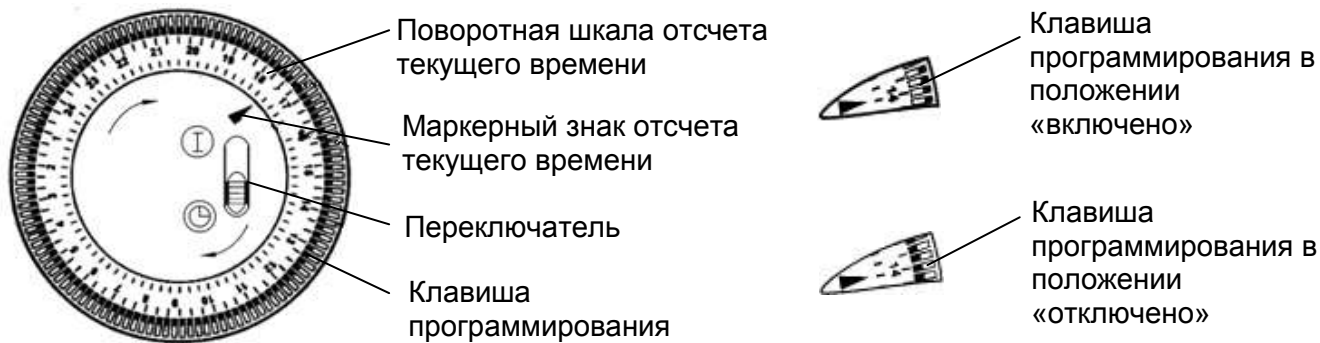 Поворотная шкала отсчета
текущего времени
Маркерный знак отсчета
текущего времени
Переключатель
Клавиша
программирования
Клавиша
программирования в
положении
«включено»
Клавиша
программирования в
положении
«отключено»